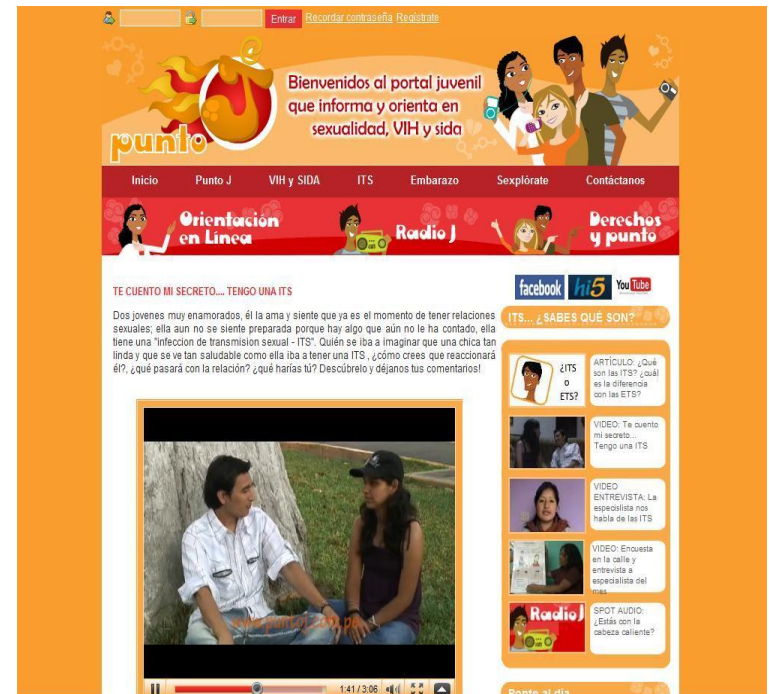 Entrar Recordar contraseña Registrate
punto J
Bienvenidos al portal juvenil
que informa y orienta en
sexualidad, VIH y sida
Inicio Punto J VIH y SIDA ITS Embarazo Sexplórate Contáctanos
Orientación
en Línea
Radio J
Derechos
y punto
TE CUENTO MI SECRETO.... TENGO UNA ITS
Dos jovenes muy enamorados, él la ama y siente que ya es el momento de tener relaciones
sexuales; ella aun no se siente preparada porque hay algo que aún no le ha contado, ella
tiene una "infeccion de transmision sexual - ITS". Quién se iba a imaginar que una chica tan
linda y que se ve tan saludable como ella iba a tener una ITS , ¿cómo crees que reaccionará
él?, ¿qué pasará con la relación? ¿qué harías tú? Descúbrelo y déjanos tus comentarios!
www.puntoj.com.pe
1:41 / 3:06
facebook hi5 YouTube
ITS... ¿SABES QUÉ SON?
¿ITS
o
ETS?
ARTÍCULO: ¿Qué
son las ITS? ¿cuál
es la diferencia
con las ETS?
VIDEO: Te cuento
mi secreto...
Tengo una ITS
VIDEO
ENTREVISTA: La
especislista nos
habla de las ITS
VIDEO: Encuesta
en la calle y
entrevista a
especialista del
mes
Radio J
SPOT AUDIO:
¿Estás con la
cabeza caliente?
Ponte al día